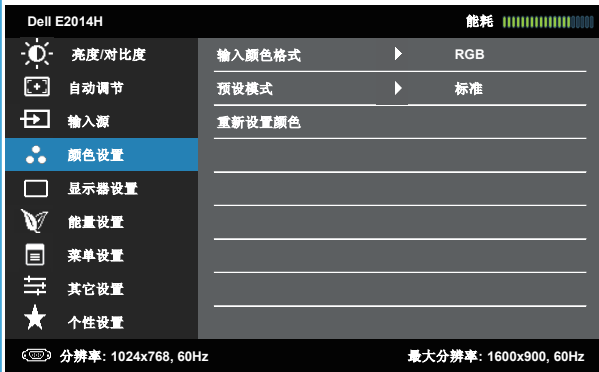 Dell E2014H 能耗
亮度/对比度 输入颜色格式 RGB
自动调节 预设模式 标准
输入源 重新设置颜色
颜色设置
显示器设置
能量设置
菜单设置
其它设置
个性设置
分辨率: 1024x768, 60Hz 最大分辨率: 1600x900, 60Hz